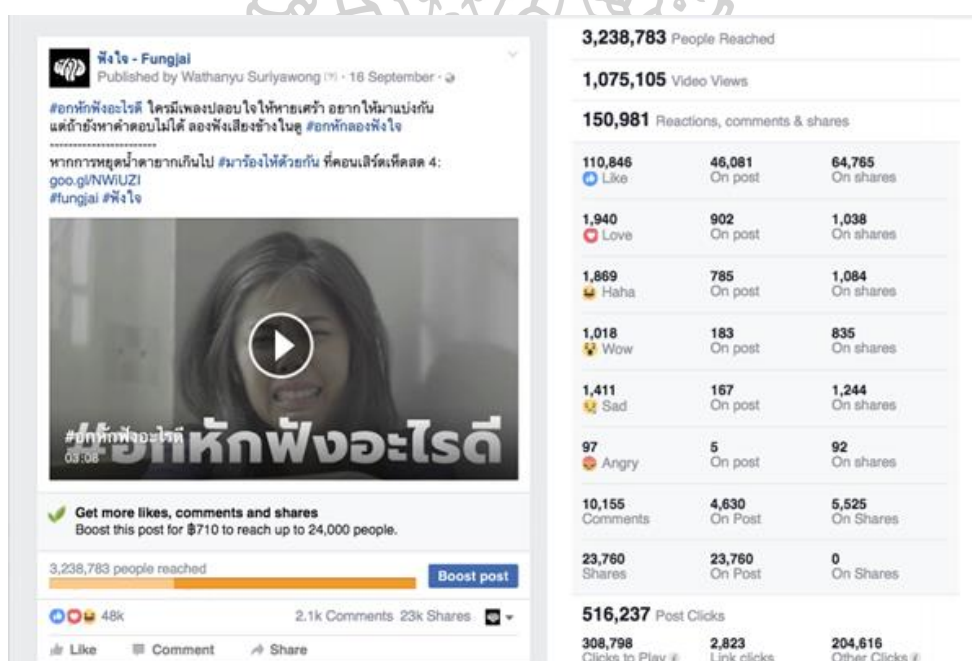 ฟังใจ - Fungjai
Published by Wathanyu Suriyawong [?] · 16 September ·
#อกหักฟังอะไรดี ใครมีเพลงปลอบใจให้หายเศร้า อยากให้มาแบ่งกัน
แต่ถ้ายังหาคำตอบไม่ได้ ลองฟังเสียงข้างในดู #อกหักลองฟังใจ
-----------------------
หากการหยุดน้ำตายากเกินไป #มาร้องไห้ด้วยกัน ที่คอนเสิร์ตเห็ดสด 4:
goo.gl/NWiUZI
#fungjai #ฟังใจ
#อกหักฟังอะไรดี
#อกหักฟังอะไรดี
03:08
Get more likes, comments and shares
Boost this post for ฿710 to reach up to 24,000 people.
3,238,783 people reached
Boost post
48k 2.1k Comments 23k Shares
Like Comment Share
3,238,783 People Reached
1,075,105 Video Views
150,981 Reactions, comments & shares
110,846 46,081 64,765
Like On post On shares
1,940 902 1,038
Love On post On shares
1,869 785 1,084
Haha On post On shares
1,018 183 835
Wow On post On shares
1,411 167 1,244
Sad On post On shares
97 5 92
Angry On post On shares
10,155 4,630 5,525
Comments On Post On Shares
23,760 23,760 0
Shares On Post On Shares
516,237 Post Clicks
308,798 2,823 204,616
Clicks to Play Link clicks Other Clicks